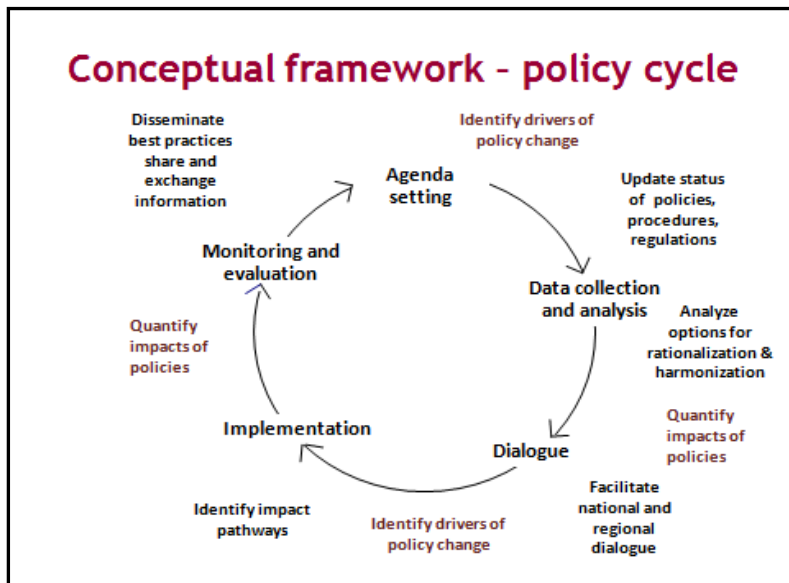 Conceptual framework - policy cycle
Disseminate
best practices
share and
exchange
information
Identify drivers of
policy change
Agenda
setting
Update status
of policies,
procedures,
regulations
Monitoring and
evaluation
Data collection
and analysis
Analyze
options for
rationalization &
harmonization
Quantify
impacts of
policies
Quantify
impacts of
policies
Implementation
Dialogue
Facilitate
national and
regional
dialogue
Identify impact
pathways
Identify drivers of
policy change